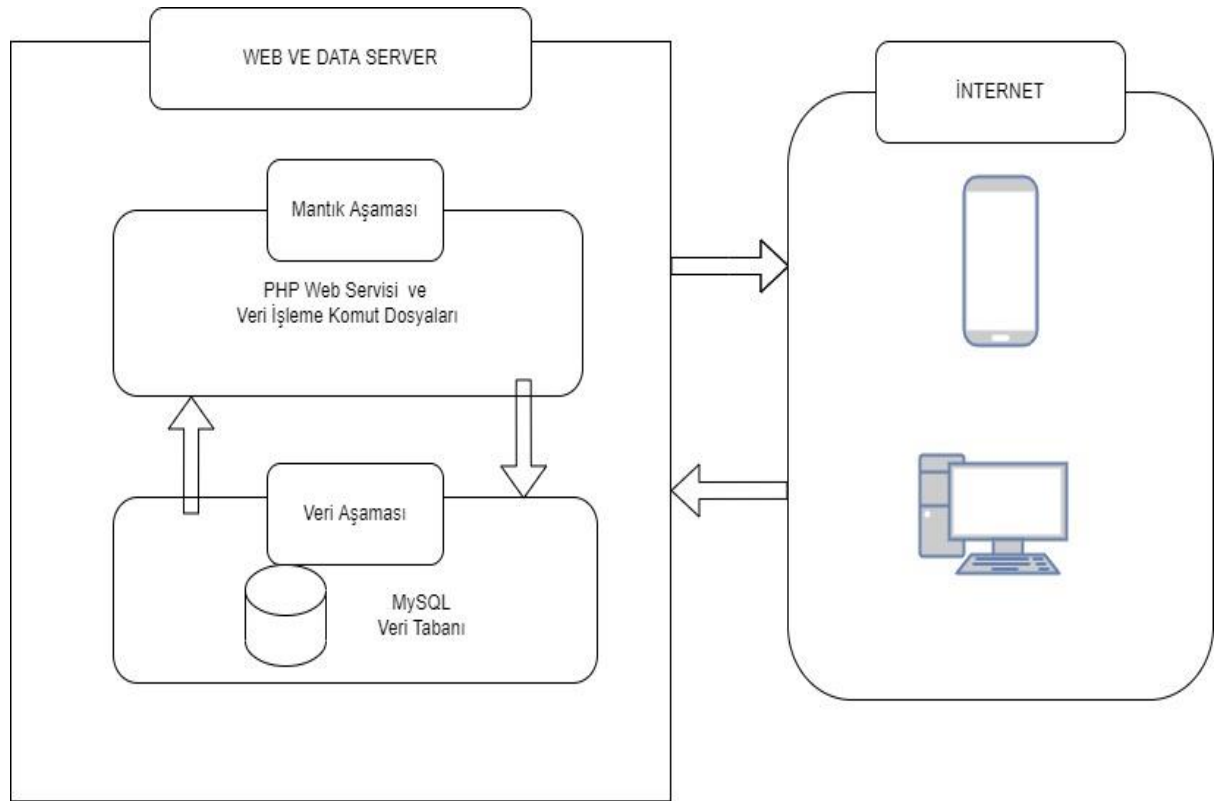 WEB VE DATA SERVER
İNTERNET
Mantık Aşaması
PHP Web Servisi ve
Veri İşleme Komut Dosyaları
Veri Aşaması
MySQL
Veri Tabanı